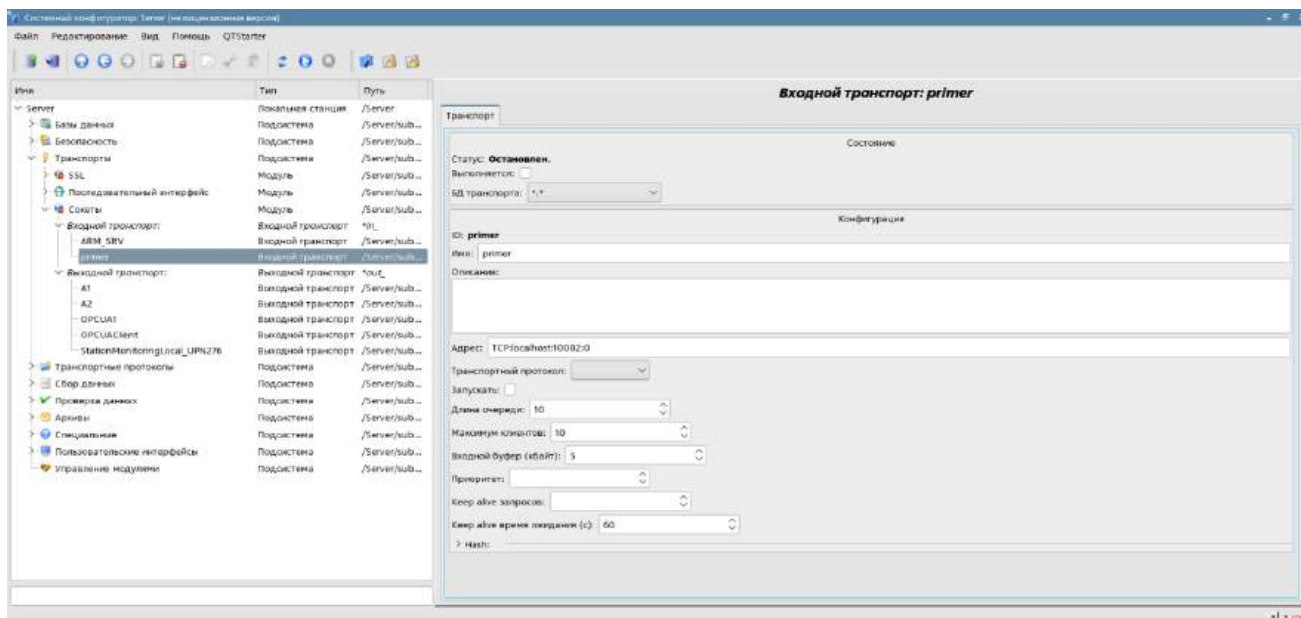 Системный конфигуратор: Server (не лицензионная версия)
Файл Редактирование Вид Помощь QTStarter
Имя Тип Путь
Server Локальная станция /Server
Базы данных Подсистема /Server/sub...
Безопасность Подсистема /Server/sub...
Транспорты Подсистема /Server/sub...
SSL Модуль /Server/sub...
Последовательный интерфейс Модуль /Server/sub...
Сокеты Модуль /Server/sub...
Входной транспорт: Входной транспорт *in_
ARM_SRV Входной транспорт /Server/sub...
primer Входной транспорт /Server/sub...
Выходной транспорт: Выходной транспорт *out_
A1 Выходной транспорт /Server/sub...
A2 Выходной транспорт /Server/sub...
OPCUA1 Выходной транспорт /Server/sub...
OPCUAClient Выходной транспорт /Server/sub...
StationMonitoringLocal_UPN276 Выходной транспорт /Server/sub...
Транспортные протоколы Подсистема /Server/sub...
Сбор данных Подсистема /Server/sub...
Проверка данных Подсистема /Server/sub...
Архивы Подсистема /Server/sub...
Специальные Подсистема /Server/sub...
Пользовательские интерфейсы Подсистема /Server/sub...
Управление модулями Подсистема /Server/sub...
Входной транспорт: primer
Транспорт
Состояние
Статус: Остановлен.
Выполняется:
БД транспорта: *.*
Конфигурация
ID: primer
Имя: primer
Описание:
Адрес: TCP:localhost:10002:0
Транспортный протокол:
Запускать:
Длина очереди: 10
Максимум клиентов: 10
Входной буфер (кбайт): 5
Приоритет:
Keep alive запросов:
Keep alive время ожидания (с): 60
Hash: